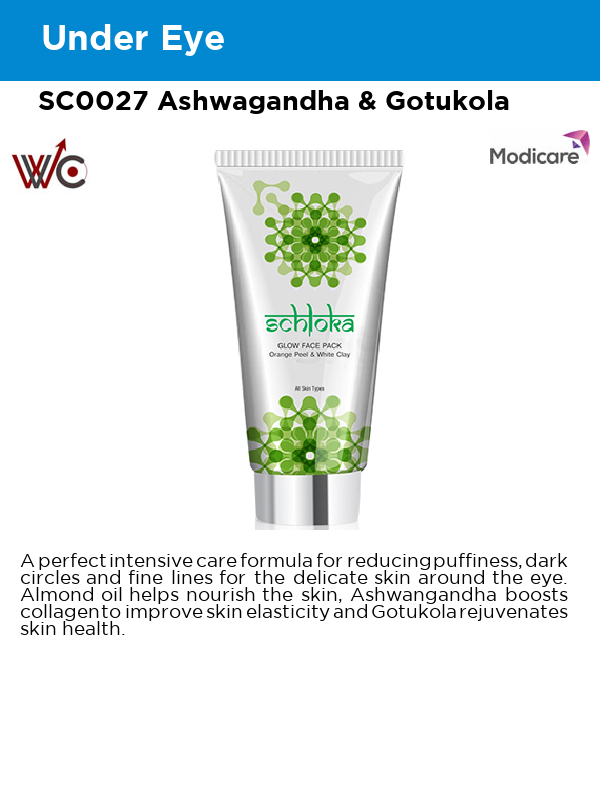 Under Eye
SC0027 Ashwagandha & Gotukola
WC
Modicare
schloka
GLOW FACE PACK
Orange Peel & White Clay
All Skin Types
A perfect intensive care formula for reducing puffiness, dark
circles and fine lines for the delicate skin around the eye.
Almond oil helps nourish the skin, Ashwangandha boosts
collagen to improve skin elasticity and Gotukola rejuvenates
skin health.